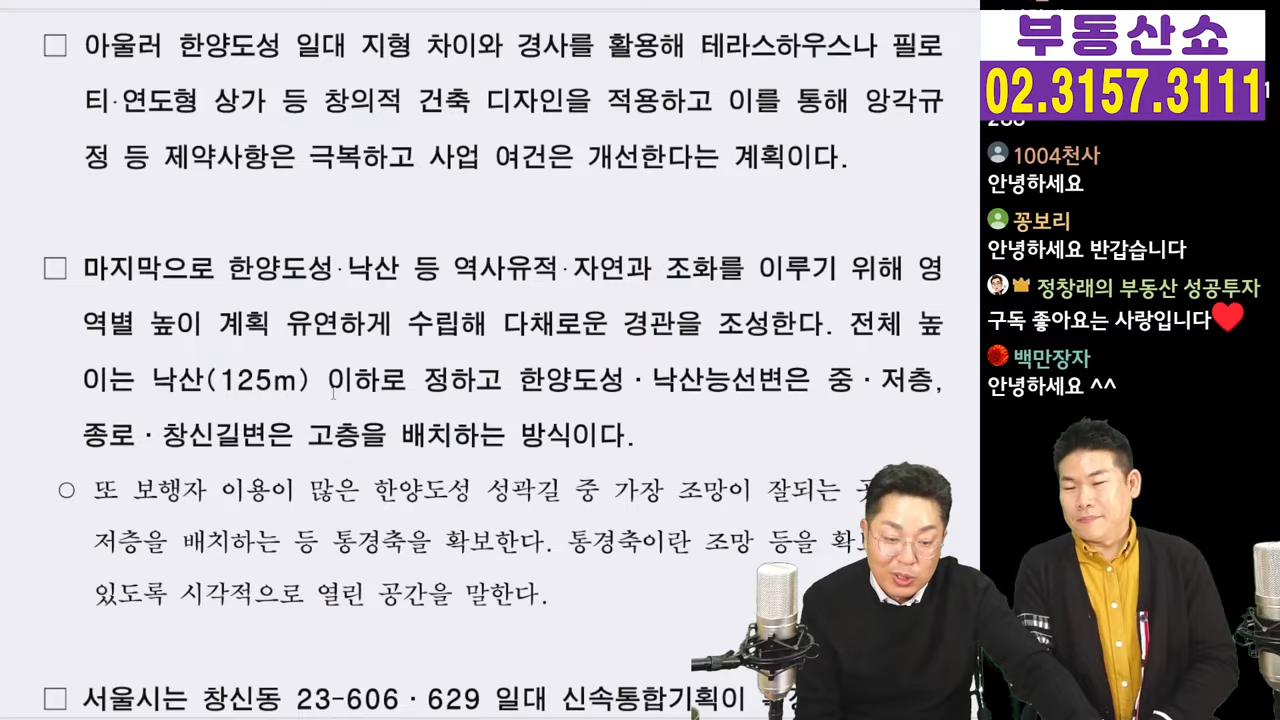 □ 아울러 한양도성 일대 지형 차이와 경사를 활용해 테라스하우스나 필로
티·연도형 상가 등 창의적 건축 디자인을 적용하고 이를 통해 앙각규
정 등 제약사항은 극복하고 사업 여건은 개선한다는 계획이다.
□ 마지막으로 한양도성·낙산 등 역사유적·자연과 조화를 이루기 위해 영
역별 높이 계획 유연하게 수립해 다채로운 경관을 조성한다. 전체 높
이는 낙산(125m) 이하로 정하고 한양도성·낙산능선변은 중·저층,
종로·창신길변은 고층을 배치하는 방식이다.
○ 또 보행자 이용이 많은 한양도성 성곽길 중 가장 조망이 잘되는
저층을 배치하는 등 통경축을 확보한다. 통경축이란 조망 등을
있도록 시각적으로 열린 공간을 말한다.
□ 서울시는 창신동 23-606·629 일대 신속통합기획이
부동산쇼
02.3157.3111
1004천사
안녕하세요
꽁보리
안녕하세요 반갑습니다
정창래의 부동산 성공투자
구독 좋아요는 사랑입니다❤
백만장자
안녕하세요 ^^